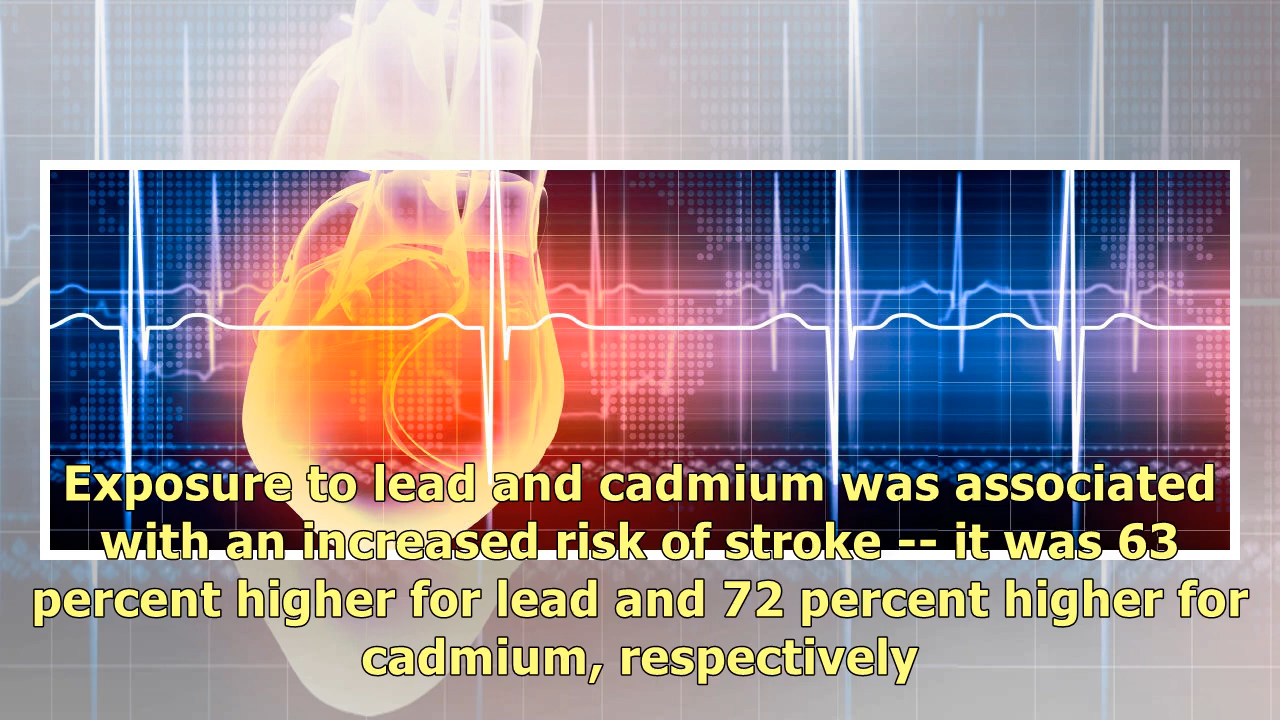 Exposure to lead and cadmium was associated
with an increased risk of stroke -- it was 63
percent higher for lead and 72 percent higher for
cadmium, respectively